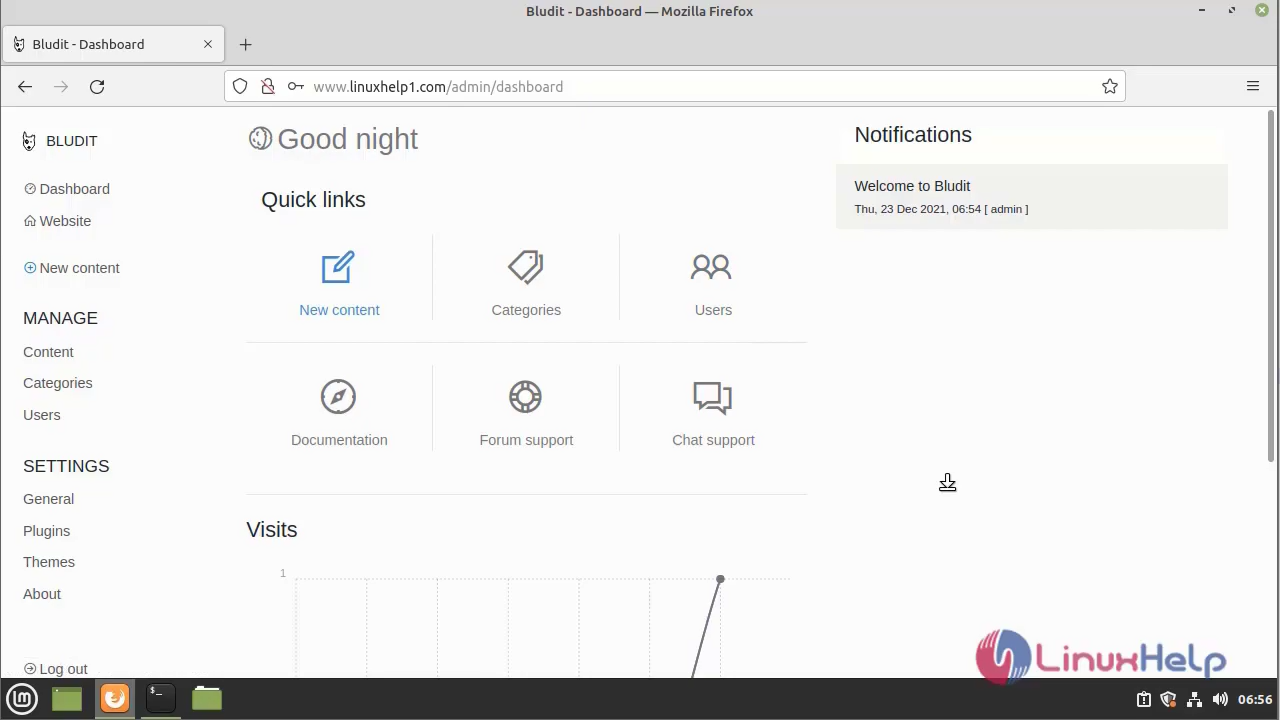 Bludit - Dashboard — Mozilla Firefox
Bludit - Dashboard
www.linuxhelp1.com/admin/dashboard
BLUDIT
Dashboard
Website
New content
MANAGE
Content
Categories
Users
SETTINGS
General
Plugins
Themes
About
Log out
Good night
Quick links
New content
Categories
Users
Documentation
Forum support
Chat support
Visits
1
Notifications
Welcome to Bludit
Thu, 23 Dec 2021, 06:54 [ admin ]
LinuxHelp
lm
$_
06:56